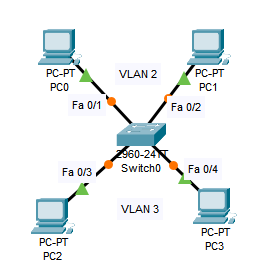 PC-PT
PC0
VLAN 2
PC-PT
PC1
Fa 0/1
Fa 0/2
2960-24TT
Switch0
Fa 0/3
Fa 0/4
PC-PT
PC2
VLAN 3
PC-PT
PC3